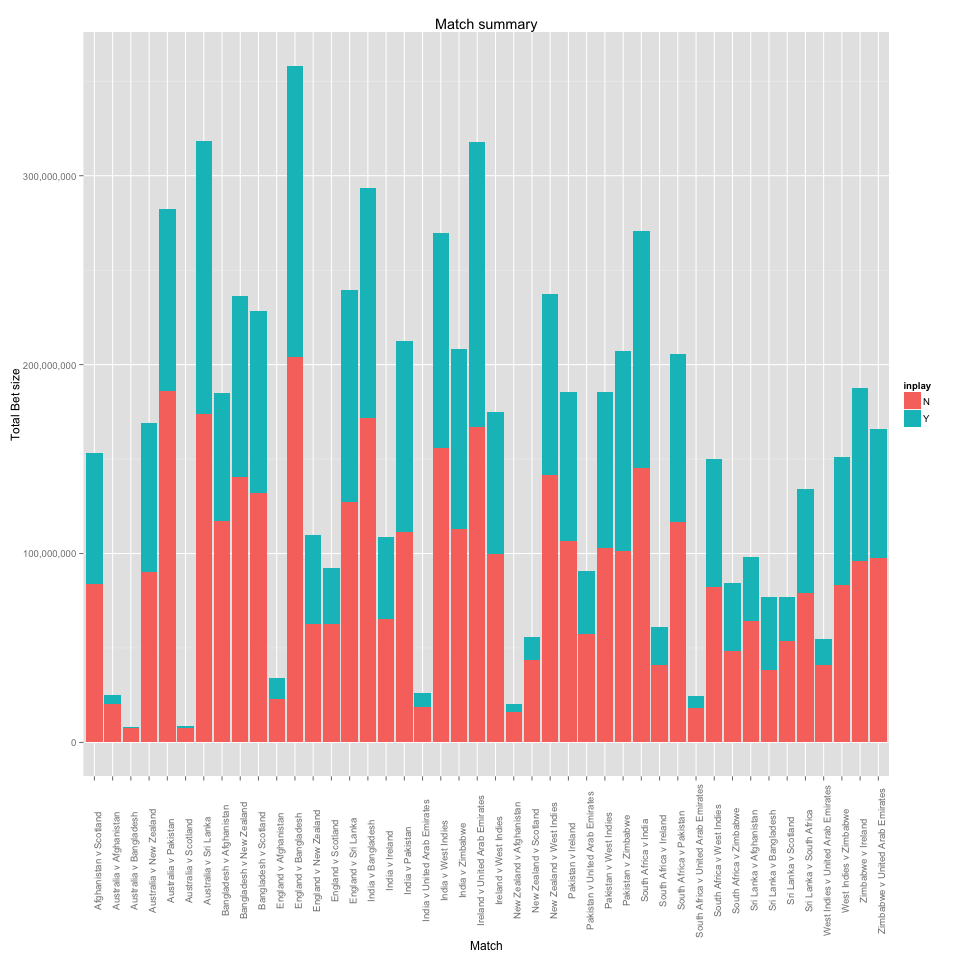 Match summary
300,000,000
200,000,000
100,000,000
0
Total Bet size
inplay
N
Y
Afghanistan v Scotland
Australia v Afghanistan
Australia v Bangladesh
Australia v New Zealand
Australia v Pakistan
Australia v Scotland
Australia v Sri Lanka
Bangladesh v Afghanistan
Bangladesh v New Zealand
Bangladesh v Scotland
England v Afghanistan
England v Bangladesh
England v New Zealand
England v Scotland
England v Sri Lanka
India v Bangladesh
India v Ireland
India v Pakistan
India v United Arab Emirates
India v West Indies
India v Zimbabwe
Ireland v United Arab Emirates
Ireland v West Indies
New Zealand v Afghanistan
New Zealand v Scotland
New Zealand v West Indies
Pakistan v Ireland
Pakistan v United Arab Emirates
Pakistan v West Indies
Pakistan v Zimbabwe
South Africa v India
South Africa v Ireland
South Africa v Pakistan
South Africa v United Arab Emirates
South Africa v West Indies
South Africa v Zimbabwe
Sri Lanka v Afghanistan
Sri Lanka v Bangladesh
Sri Lanka v Scotland
Sri Lanka v South Africa
West Indies v United Arab Emirates
West Indies v Zimbabwe
Zimbabwe v Ireland
Zimbabwe v United Arab Emirates
Match